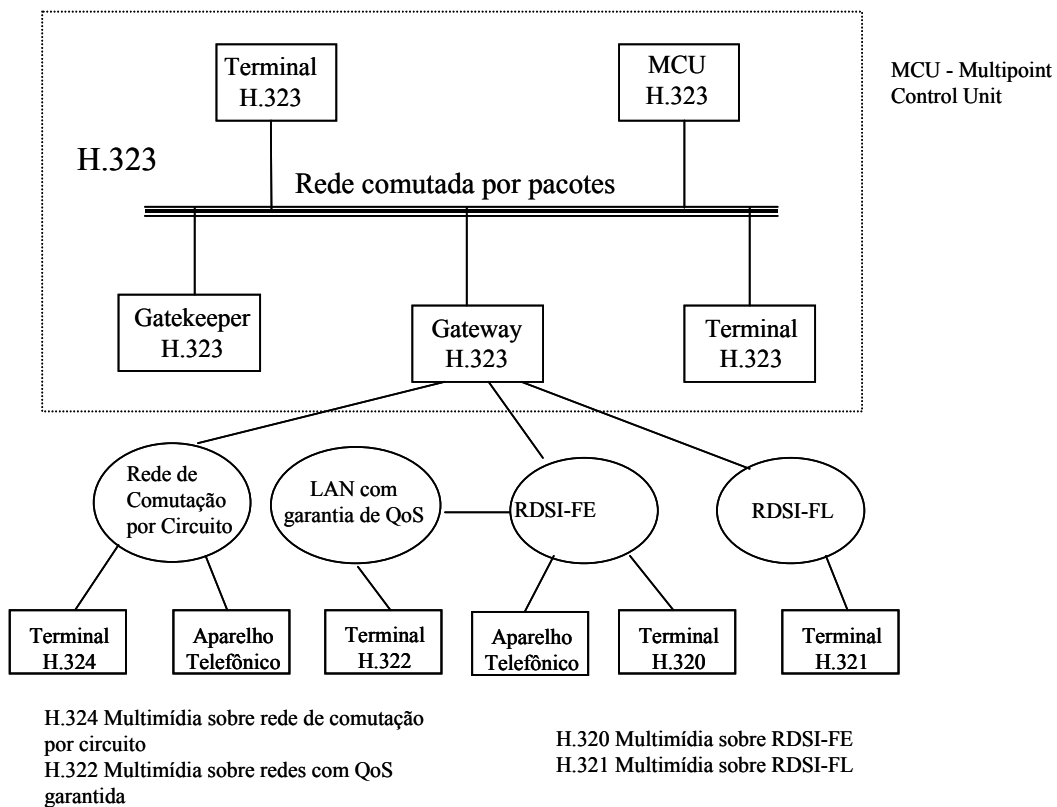 Terminal
H.323
MCU
H.323
MCU - Multipoint
Control Unit
H.323
Rede comutada por pacotes
Gatekeeper
H.323
Gateway
H.323
Terminal
H.323
Rede de
Comutação
por Circuito
LAN com
garantia de QoS
RDSI-FE
RDSI-FL
Terminal
H.324
Aparelho
Telefônico
Terminal
H.322
Aparelho
Telefônico
Terminal
H.320
Terminal
H.321
H.324 Multimídia sobre rede de comutação
por circuito
H.322 Multimídia sobre redes com QoS
garantida
H.320 Multimídia sobre RDSI-FE
H.321 Multimídia sobre RDSI-FL